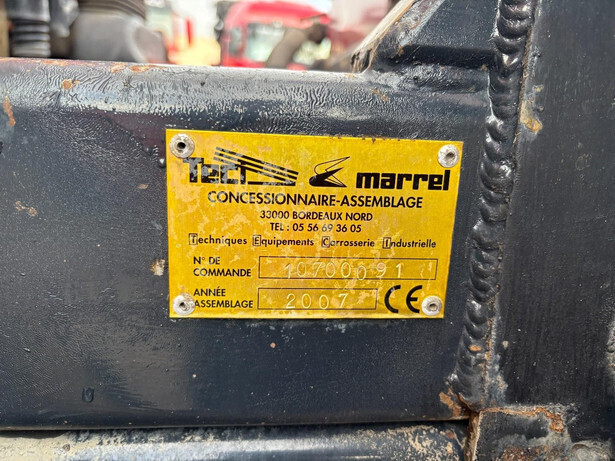 Teci marrel
CONCESSIONNAIRE-ASSEMBLAGE
33000 BORDEAUX NORD
TEL : 05 56 69 36 05
Techniques Equipements Carrosserie Industrielle
N° DE COMMANDE 10700091
ANNÉE ASSEMBLAGE 2007 CE